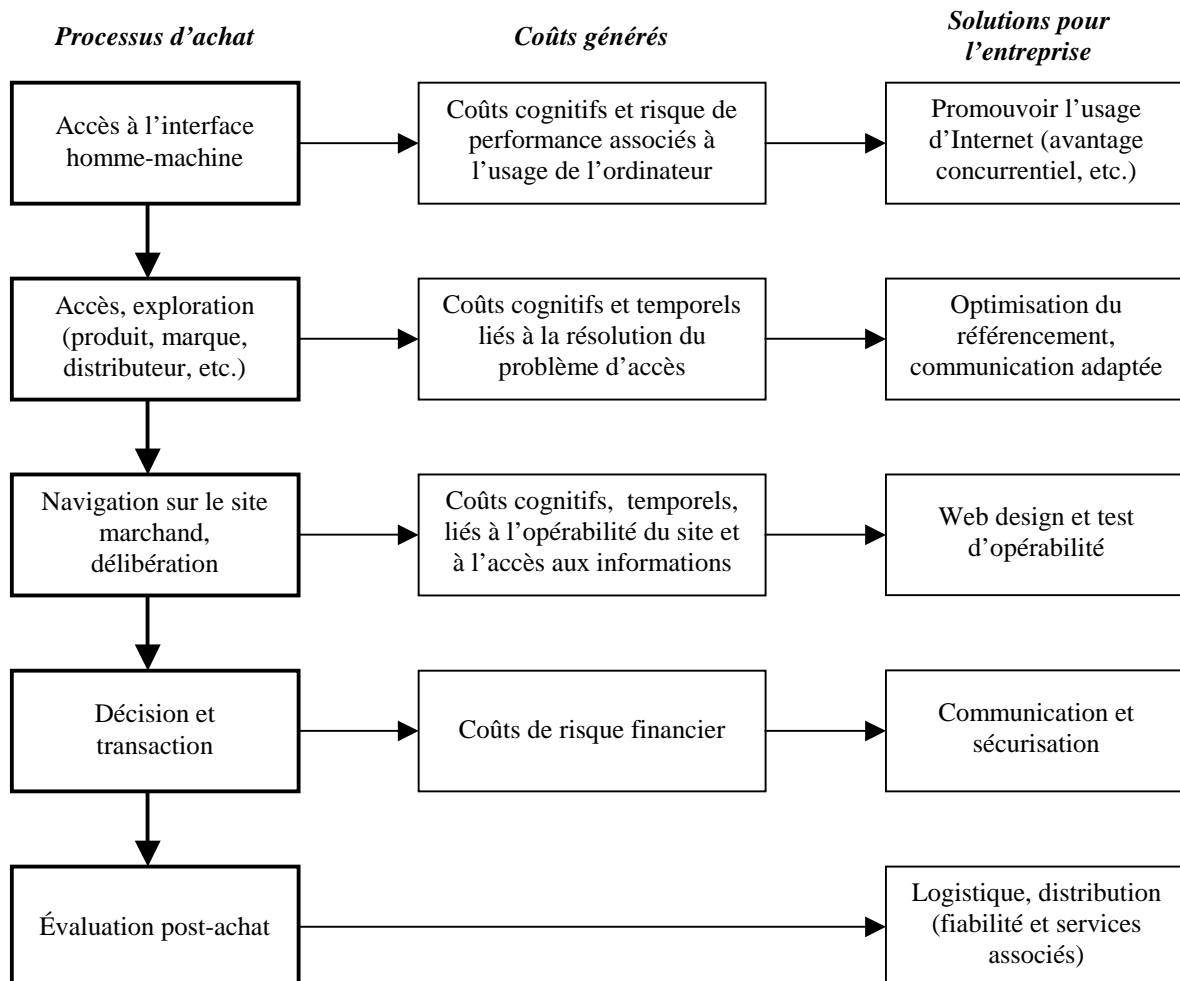 Processus d’achat
Coûts générés
Solutions pour
l’entreprise
Accès à l’interface
homme-machine
Coûts cognitifs et risque de
performance associés à
l’usage de l’ordinateur
Promouvoir l’usage
d’Internet (avantage
concurrentiel, etc.)
Accès, exploration
(produit, marque,
distributeur, etc.)
Coûts cognitifs et temporels
liés à la résolution du
problème d’accès
Optimisation du
référencement,
communication adaptée
Navigation sur le site
marchand,
délibération
Coûts cognitifs, temporels,
liés à l’opérabilité du site et
à l’accès aux informations
Web design et test
d’opérabilité
Décision et
transaction
Coûts de risque financier
Communication et
sécurisation
Évaluation post-achat
Logistique, distribution
(fiabilité et services
associés)